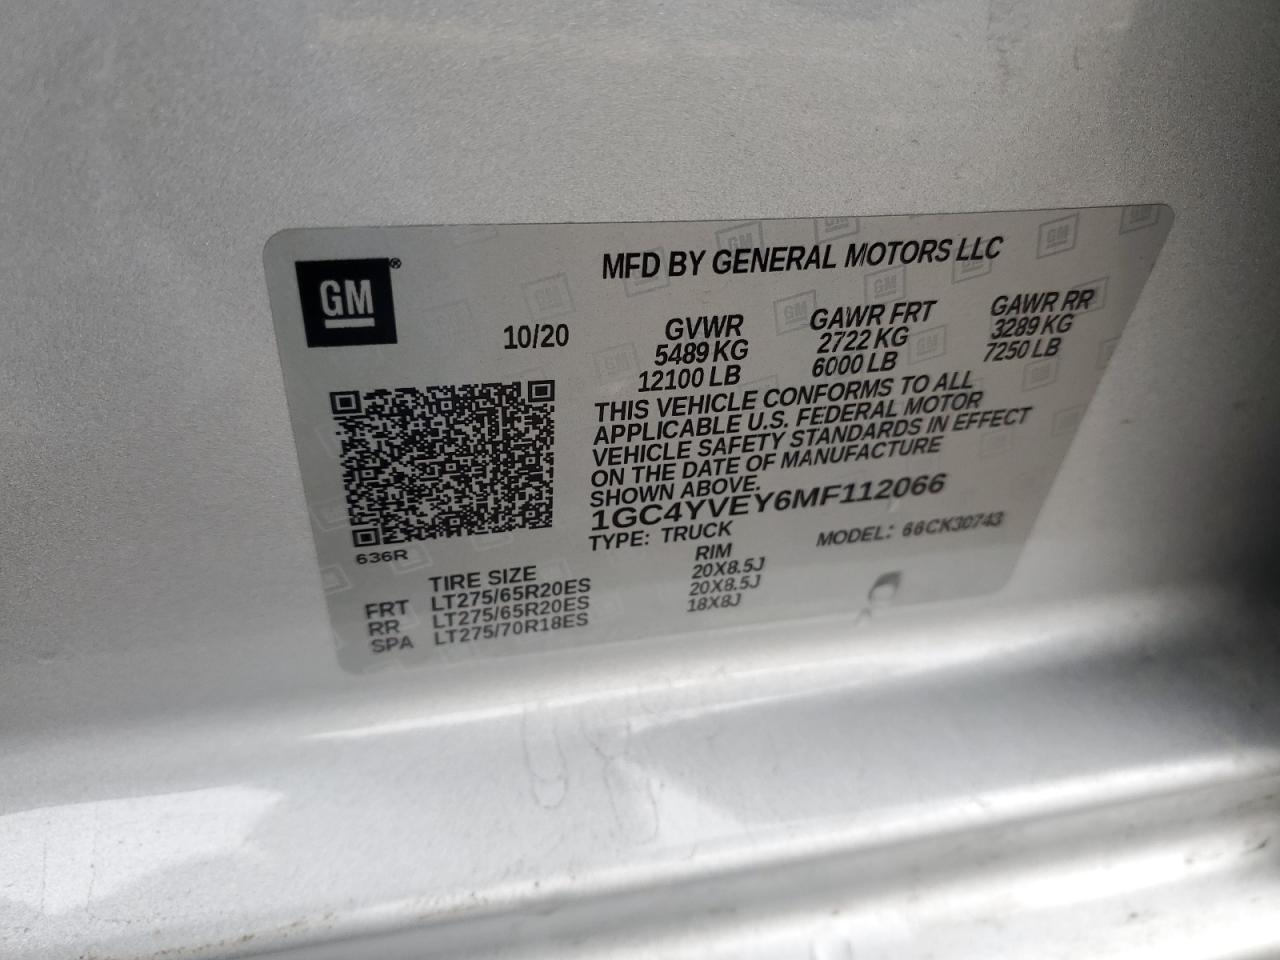 GM®
MFD BY GENERAL MOTORS LLC
10/20 GVWR GAWR FRT GAWR RR
5489 KG 2722 KG 3289 KG
12100 LB 6000 LB 7250 LB
THIS VEHICLE CONFORMS TO ALL
APPLICABLE U.S. FEDERAL MOTOR
VEHICLE SAFETY STANDARDS IN EFFECT
ON THE DATE OF MANUFACTURE
SHOWN ABOVE.
1GC4YVEY6MF112066
TYPE: TRUCK MODEL: 66CK30743
636R
TIRE SIZE RIM
FRT LT275/65R20ES 20X8.5J
RR LT275/65R20ES 20X8.5J
SPA LT275/70R18ES 18X8J